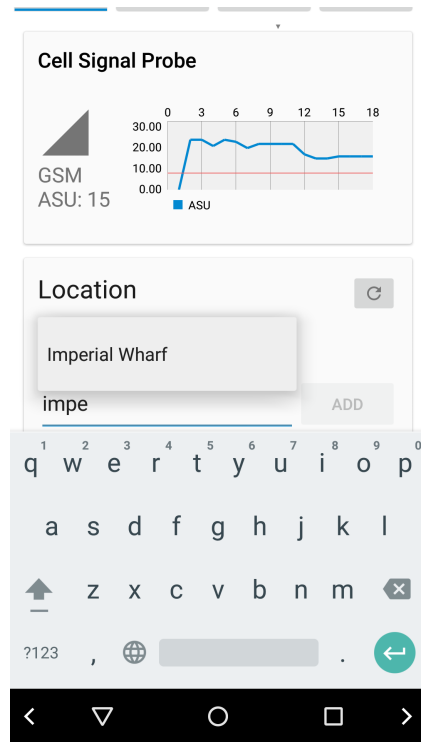 Cell Signal Probe
0 3 6 9 12 15 18
30.00
20.00
10.00
0.00
GSM
ASU: 15
ASU
Location
Imperial Wharf
impe
ADD
1 2 3 4 5 6 7 8 9 0
q w e r t y u i o p
a s d f g h j k l
z x c v b n m
?123 , .